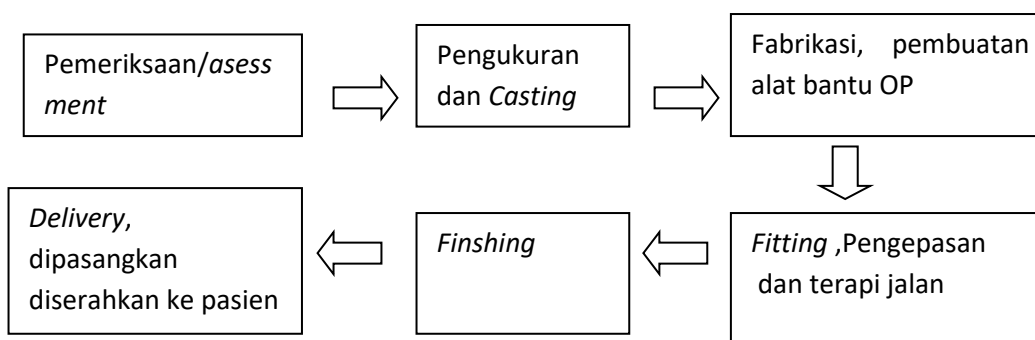 Pemeriksaan/asess
ment
Pengukuran
dan Casting
Fabrikasi, pembuatan
alat bantu OP
Fitting ,Pengepasan
dan terapi jalan
Finshing
Delivery,
dipasangkan
diserahkan ke pasien